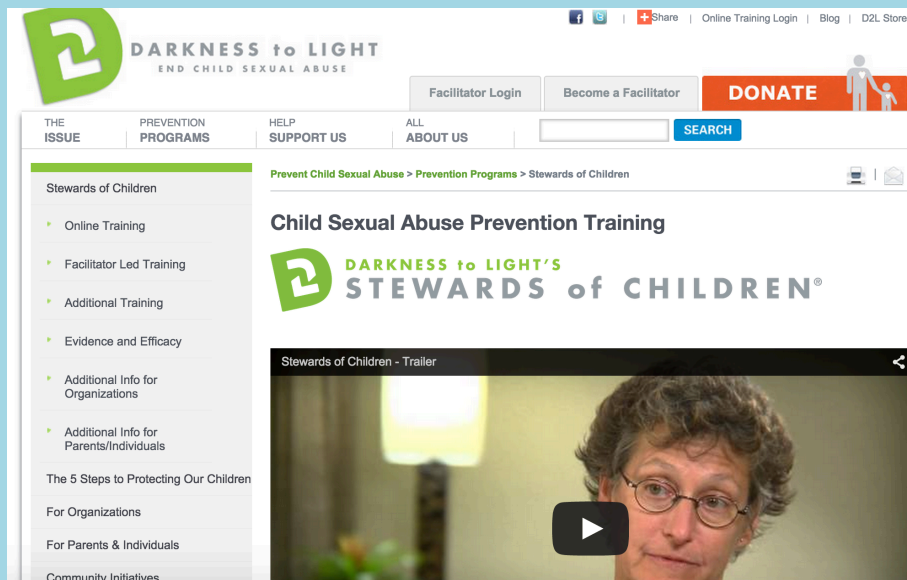 Share | Online Training Login | Blog | D2L Store
DARKNESS to LIGHT
END CHILD SEXUAL ABUSE
Facilitator Login
Become a Facilitator
DONATE
THE
ISSUE
PREVENTION
PROGRAMS
HELP
SUPPORT US
ALL
ABOUT US
SEARCH
Prevent Child Sexual Abuse > Prevention Programs > Stewards of Children
Stewards of Children
Online Training
Facilitator Led Training
Additional Training
Evidence and Efficacy
Additional Info for
Organizations
Additional Info for
Parents/Individuals
The 5 Steps to Protecting Our Children
For Organizations
For Parents & Individuals
Community Initiatives
Child Sexual Abuse Prevention Training
DARKNESS to LIGHT'S
STEWARDS of CHILDREN®
Stewards of Children - Trailer